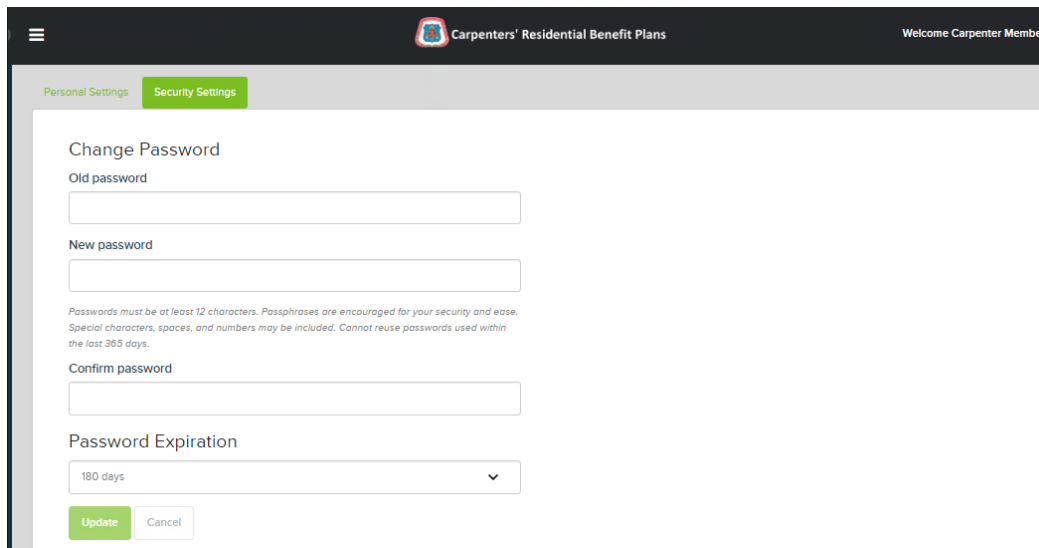 Carpenters' Residential Benefit Plans
Welcome Carpenter Membe
Personal Settings
Security Settings
Change Password
Old password
New password
Passwords must be at least 12 characters. Passphrases are encouraged for your security and ease.
Special characters, spaces, and numbers may be included. Cannot reuse passwords used within
the last 365 days.
Confirm password
Password Expiration
180 days
Update
Cancel